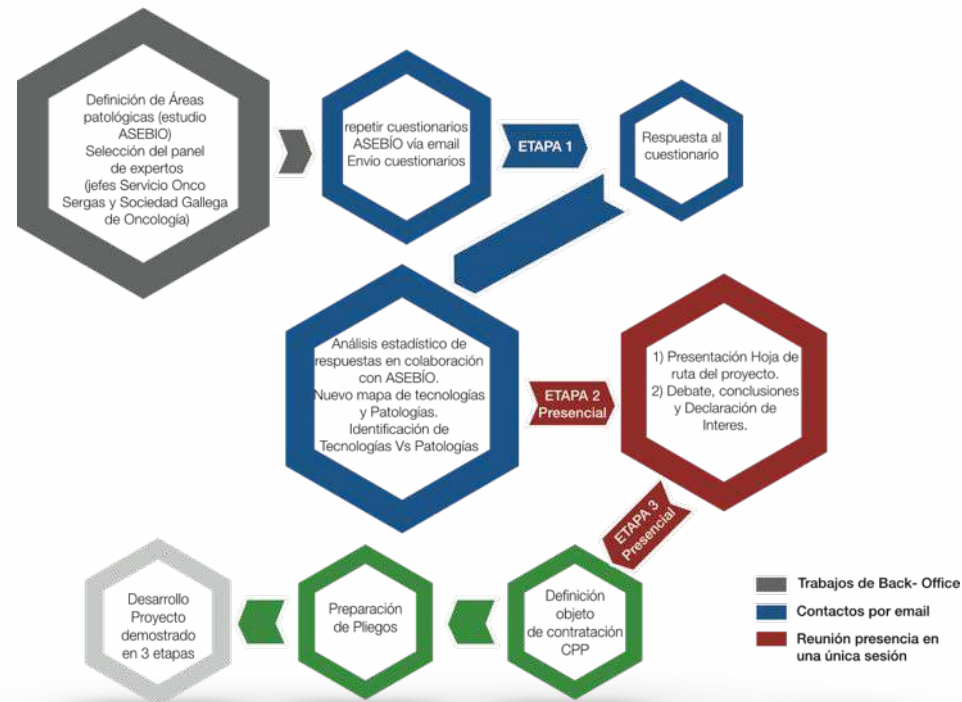 Definición de Áreas
patológicas (estudio
ASEBIO)
Selección del panel
de expertos
(jefes Servicio Onco
Sergas y Sociedad Gallega
de Oncología)
repetir cuestionarios
ASEBÍO vía email
Envío cuestionarios
ETAPA 1
Respuesta al
cuestionario
Análisis estadístico de
respuestas en colaboración
con ASEBÍO.
Nuevo mapa de tecnologías
y Patologías.
Identificación de
Tecnologías Vs Patologías
ETAPA 2
Presencial
1) Presentación Hoja de
ruta del proyecto.
2) Debate, conclusiones
y Declaración de
Interes.
ETAPA 3
Presencial
Definición
objeto
de contratación
CPP
Preparación
de Pliegos
Desarrollo
Proyecto
demostrado
en 3 etapas
Trabajos de Back- Office
Contactos por email
Reunión presencia en
una única sesión